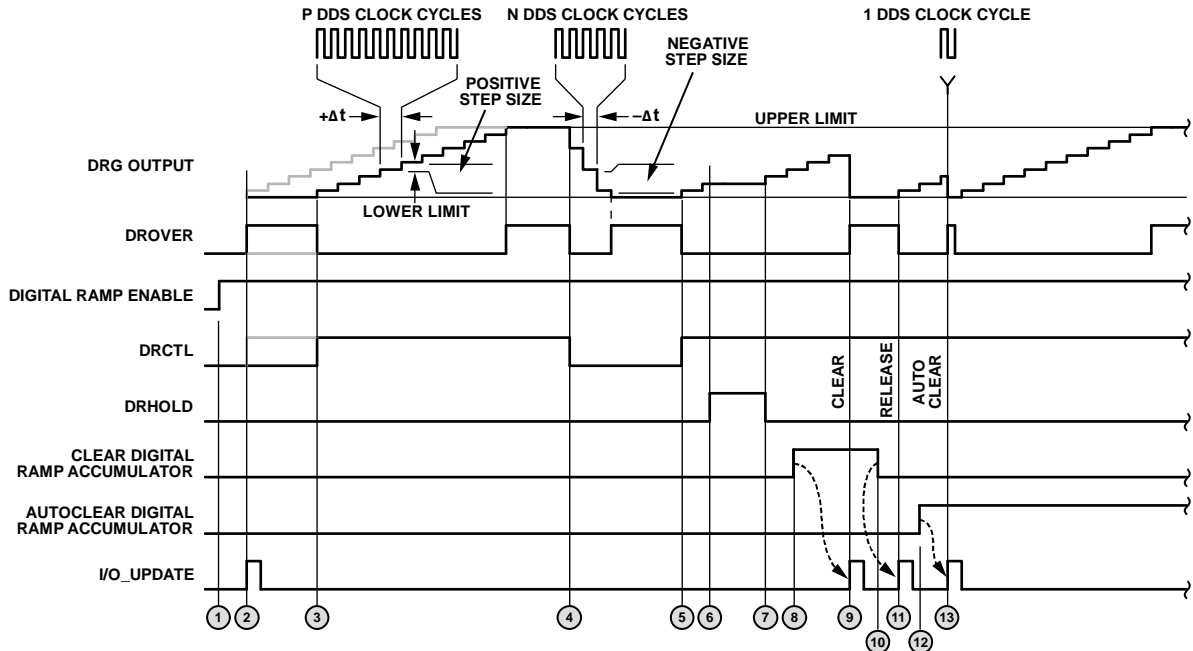 P DDS CLOCK CYCLES
N DDS CLOCK CYCLES
1 DDS CLOCK CYCLE
NEGATIVE
STEP SIZE
POSITIVE
STEP SIZE
+Δt
–Δt
UPPER LIMIT
DRG OUTPUT
LOWER LIMIT
DROVER
DIGITAL RAMP ENABLE
DRCTL
CLEAR
RELEASE
AUTO
CLEAR
DRHOLD
CLEAR DIGITAL
RAMP ACCUMULATOR
AUTOCLEAR DIGITAL
RAMP ACCUMULATOR
I/O_UPDATE
1 2 3 4 5 6 7 8 9 11 13
10 12